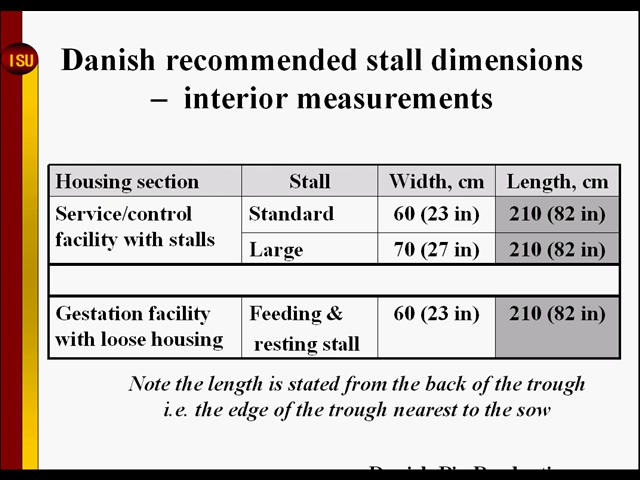 ISU
Danish recommended stall dimensions
– interior measurements
Housing section Stall Width, cm Length, cm
Service/control facility with stalls Standard 60 (23 in) 210 (82 in)
Large 70 (27 in) 210 (82 in)
Gestation facility with loose housing Feeding & resting stall 60 (23 in) 210 (82 in)
Note the length is stated from the back of the trough
i.e. the edge of the trough nearest to the sow